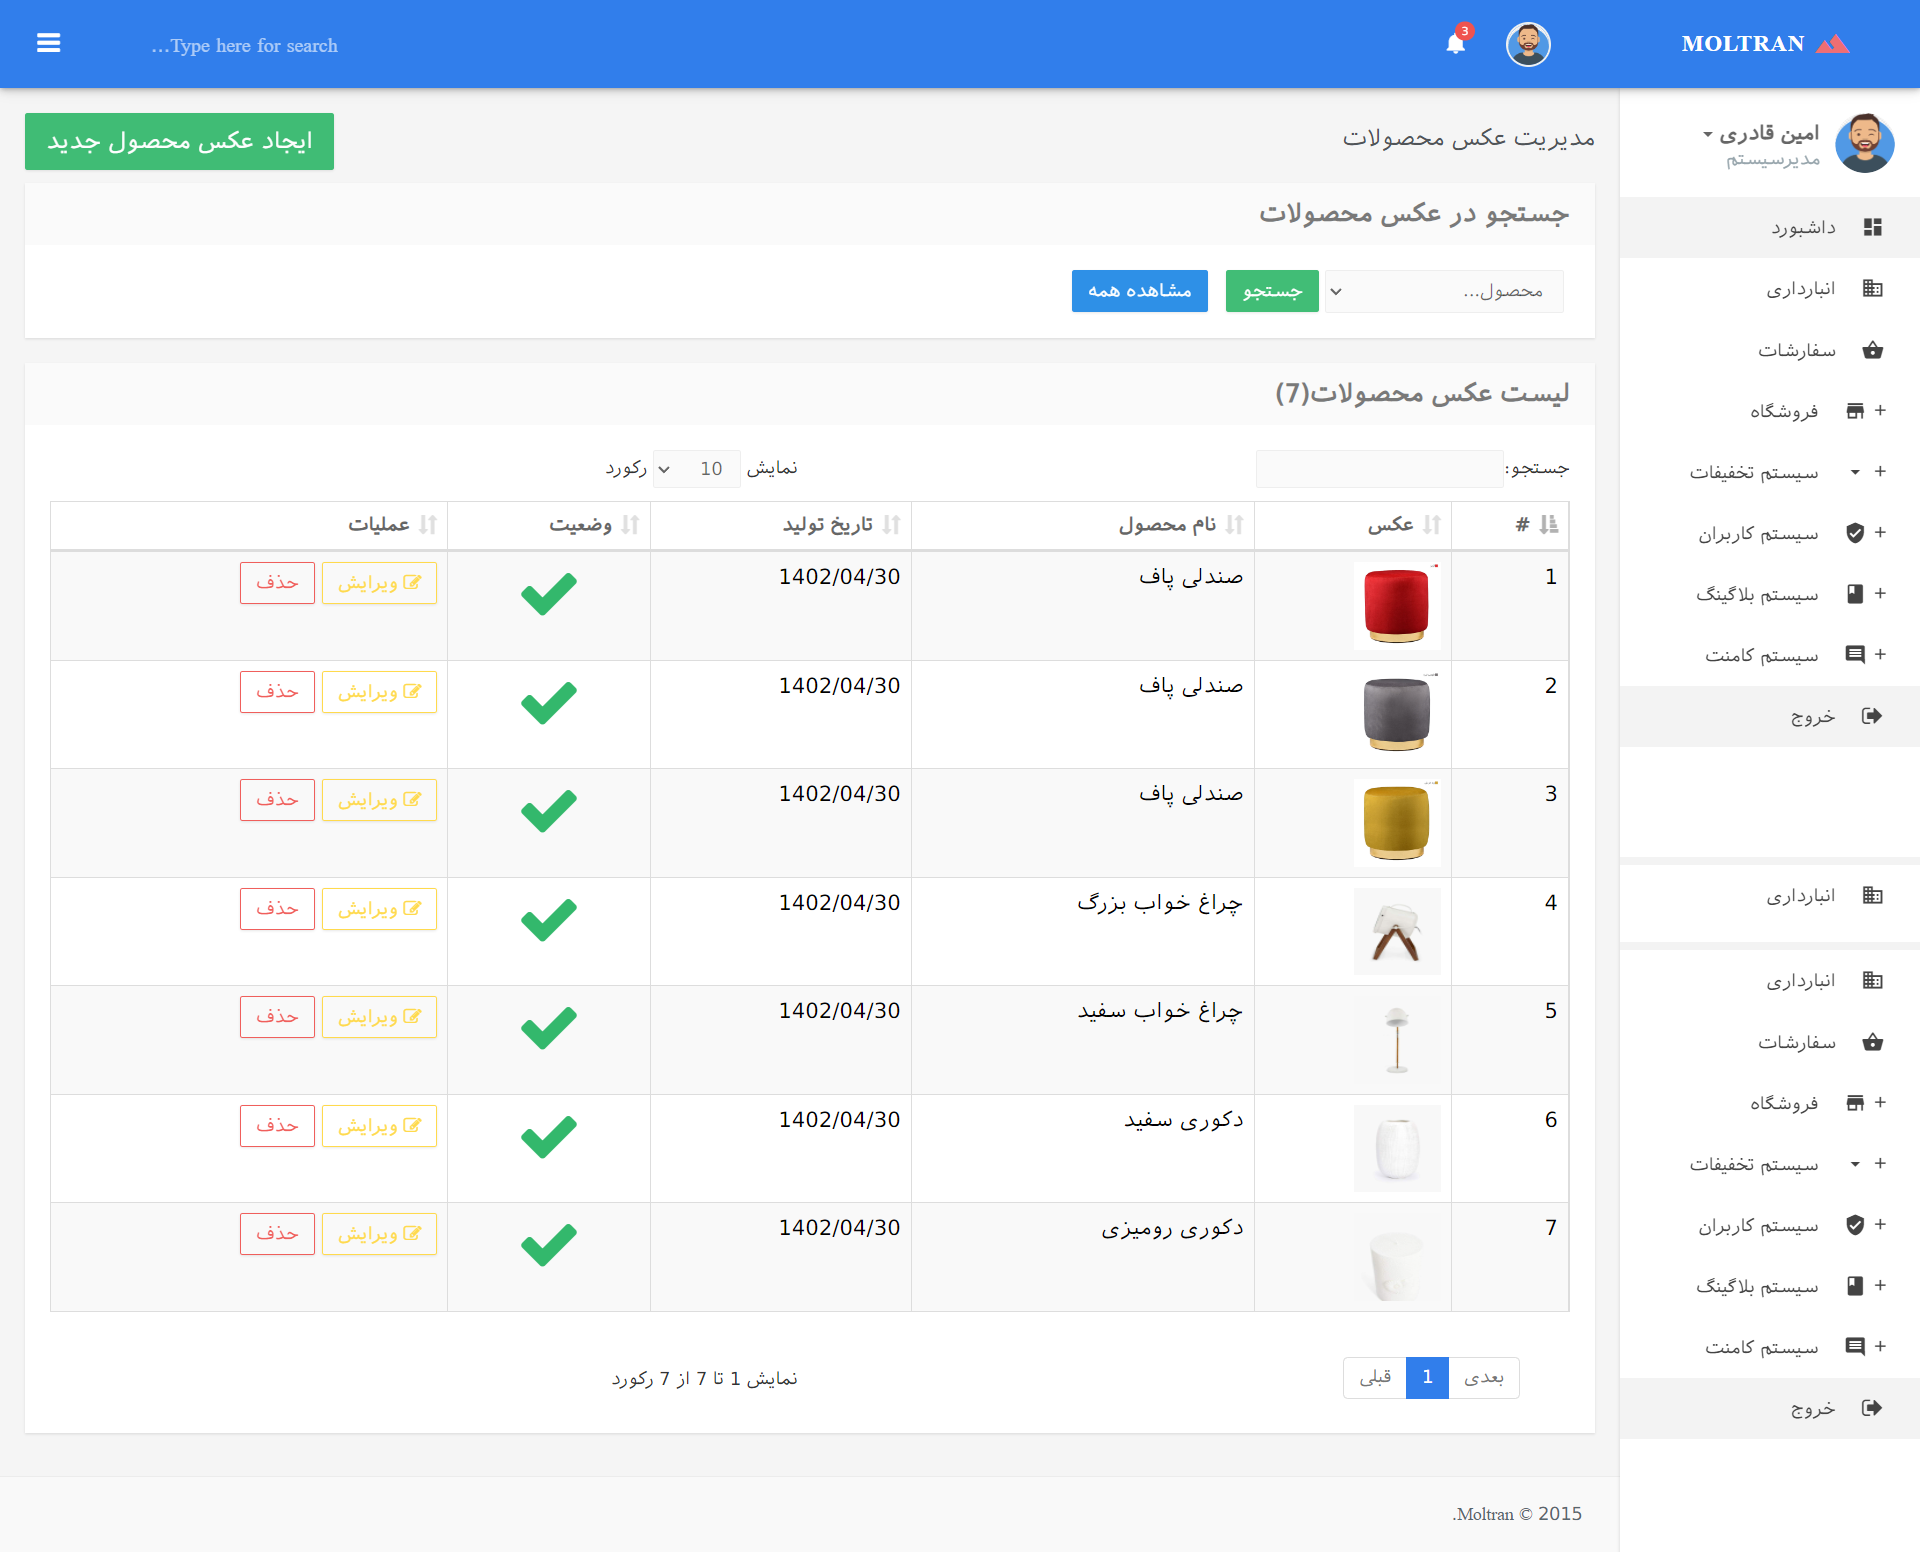 MOLTRAN
3
Type here for search...
امین قادری
مدیرسیستم
داشبورد
انبارداری
سفارشات
+ فروشگاه
+ سیستم تخفیفات
+ سیستم کاربران
+ سیستم بلاگینگ
+ سیستم کامنت
خروج
انبارداری
انبارداری
سفارشات
+ فروشگاه
+ سیستم تخفیفات
+ سیستم کاربران
+ سیستم بلاگینگ
+ سیستم کامنت
خروج
مدیریت عکس محصولات
ایجاد عکس محصول جدید
جستجو در عکس محصولات
محصول... جستجو مشاهده همه
لیست عکس محصولات(7)
جستجو: نمایش 10 رکورد
# عکس نام محصول تاریخ تولید وضعیت عملیات
1 صندلی پاف 1402/04/30 ویرایش حذف
2 صندلی پاف 1402/04/30 ویرایش حذف
3 صندلی پاف 1402/04/30 ویرایش حذف
4 چراغ خواب بزرگ 1402/04/30 ویرایش حذف
5 چراغ خواب سفید 1402/04/30 ویرایش حذف
6 دکوری سفید 1402/04/30 ویرایش حذف
7 دکوری رومیزی 1402/04/30 ویرایش حذف
بعدی 1 قبلی
نمایش 1 تا 7 از 7 رکورد
2015 © Moltran.